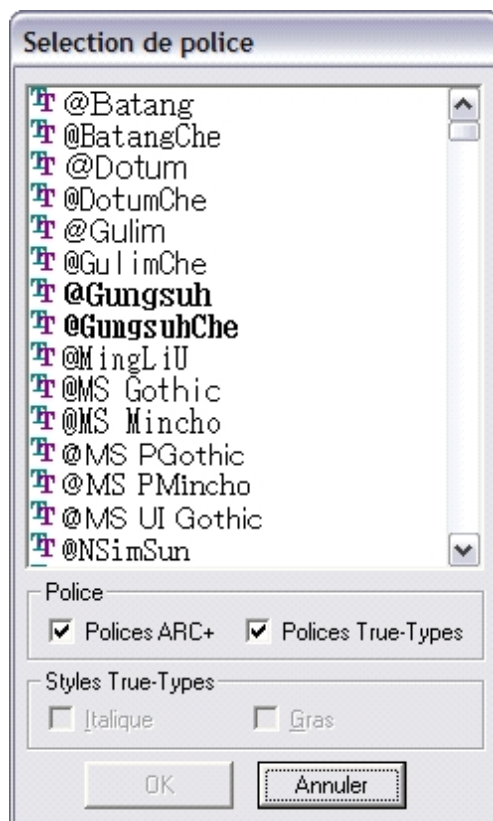 Selection de police
@Batang
@BatangChe
@Dotum
@DotumChe
@Gulim
@GulimChe
@Gungsuh
@GungsuhChe
@MingLiU
@MS Gothic
@MS Mincho
@MS PGothic
@MS PMincho
@MS UI Gothic
@NSimSun
Police
Polices ARC+ Polices True-Types
Styles True-Types
Italique Gras
OK Annuler